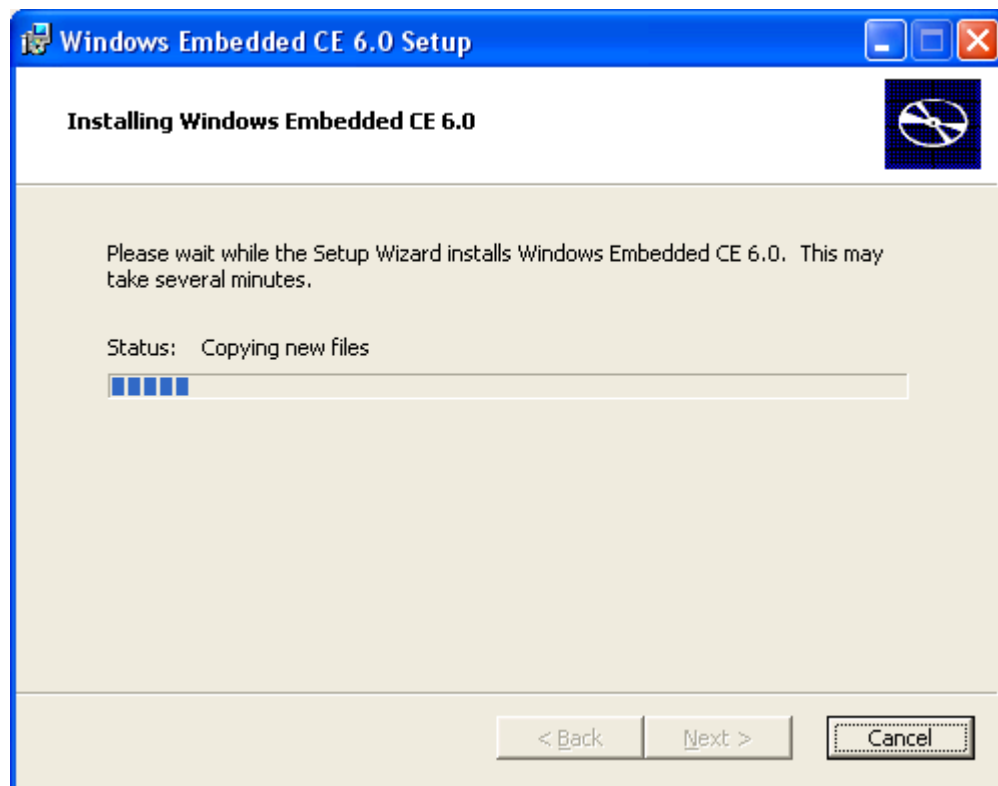 Windows Embedded CE 6.0 Setup
Installing Windows Embedded CE 6.0
Please wait while the Setup Wizard installs Windows Embedded CE 6.0.  This may
take several minutes.
Status:   Copying new files
< Back   Next >   Cancel